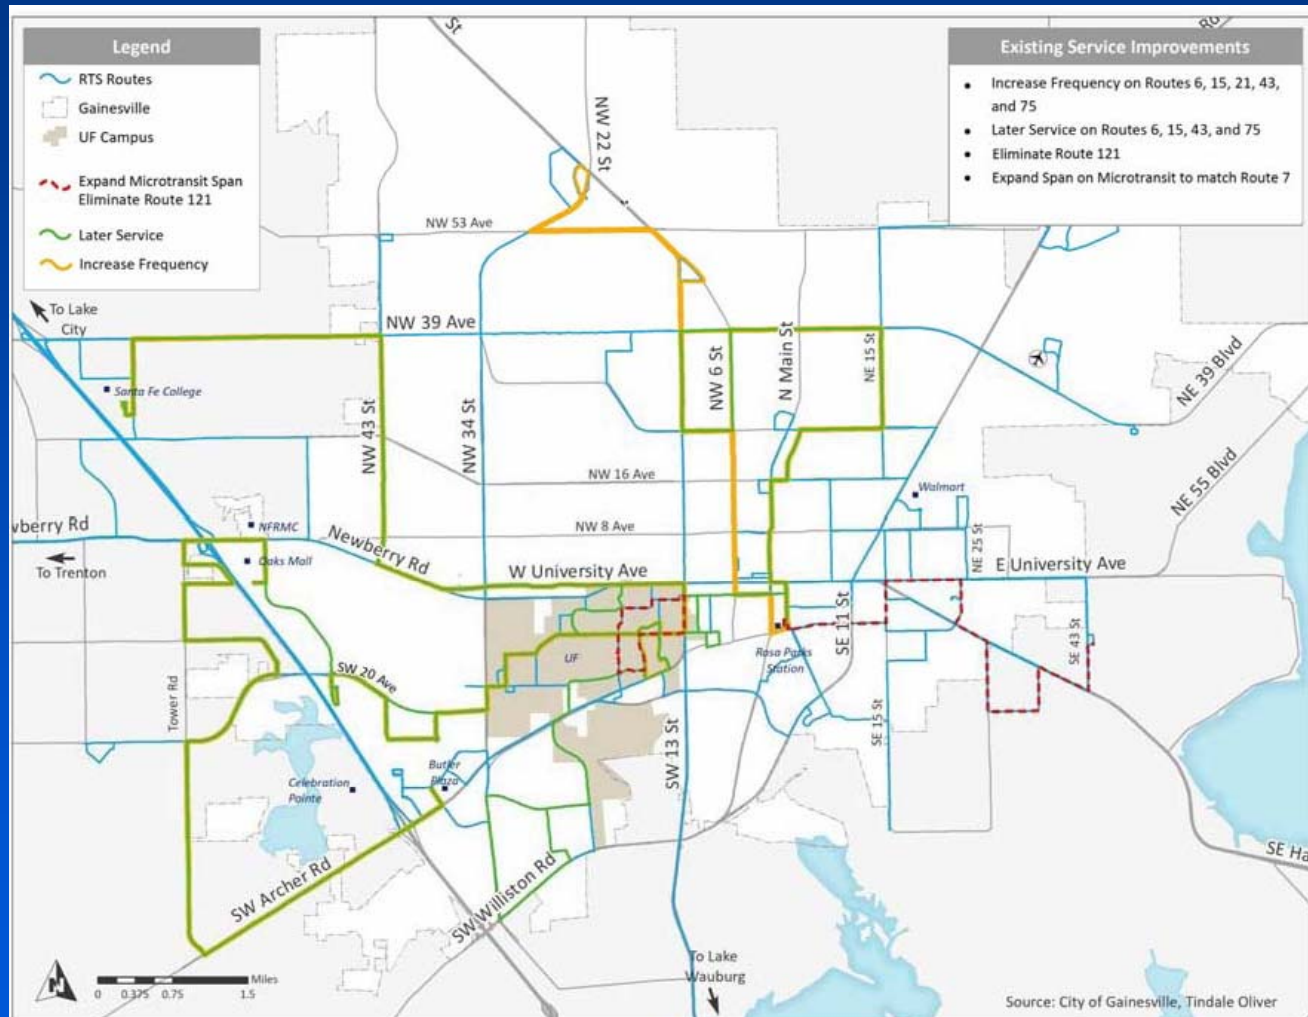 Legend
RTS Routes
Gainesville
UF Campus
Expand Microtransit Span
Eliminate Route 121
Later Service
Increase Frequency
Existing Service Improvements
• Increase Frequency on Routes 6, 15, 21, 43,
and 75
• Later Service on Routes 6, 15, 43, and 75
• Eliminate Route 121
• Expand Span on Microtransit to match Route 7
St
Rd
NW 22 St
NW 53 Ave
To Lake
City
NW 39 Ave
Santa Fe College
NW 43 St
NW 34 St
NW 6 St
N Main St
NE 15 St
NE 39 Blvd
NE 55 Blvd
NW 16 Ave
Walmart
wberry Rd
NFRMC
Newberry Rd
NW 8 Ave
NE 25 St
To Trenton
Oaks Mall
W University Ave
E University Ave
SE 11 St
SE 43 St
UF
Rosa Parks
Station
SW 20 Ave
Tower Rd
SE 15 St
SW 13 St
Butler
Plaza
Celebration
Pointe
SW Archer Rd
SW Williston Rd
SE Ha
To Lake
Wauburg
N
Miles
0 0.375 0.75 1.5
Source: City of Gainesville, Tindale Oliver